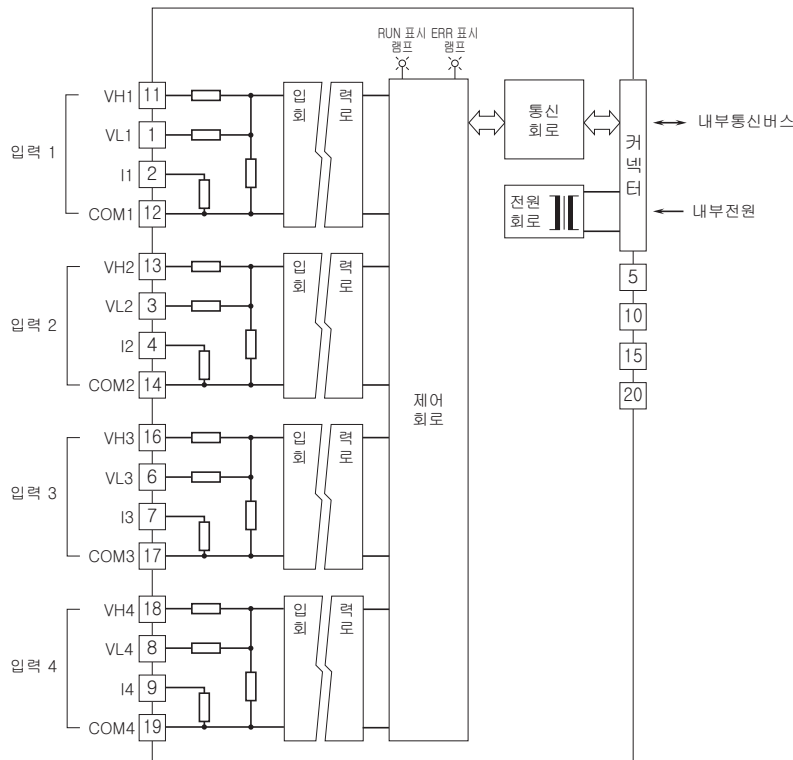 RUN 표시
램프
ERR 표시
램프
입력 1
VH1 11
VL1 1
I1 2
COM1 12
입 력
회 로
입력 2
VH2 13
VL2 3
I2 4
COM2 14
입 력
회 로
입력 3
VH3 16
VL3 6
I3 7
COM3 17
입 력
회 로
입력 4
VH4 18
VL4 8
I4 9
COM4 19
입 력
회 로
제어
회로
통신
회로
전원
회로
커
넥
터
내부통신버스
내부전원
5
10
15
20